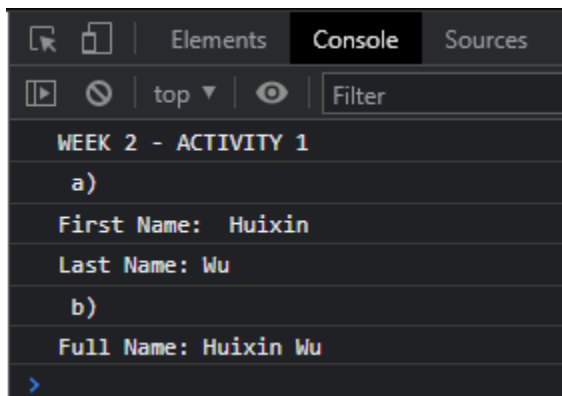 Elements Console Sources
top ▼ Filter
WEEK 2 - ACTIVITY 1
a)
First Name:  Huixin
Last Name: Wu
b)
Full Name: Huixin Wu
>